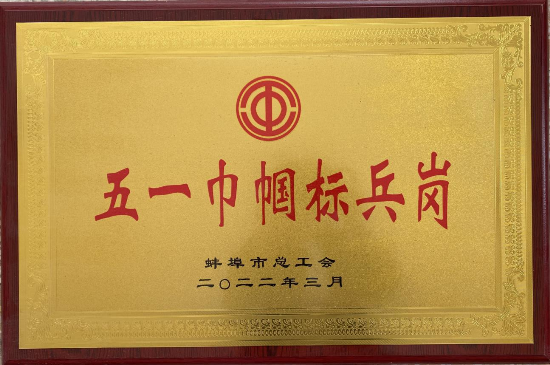 五一巾帼标兵岗
蚌埠市总工会
二〇二二年三月